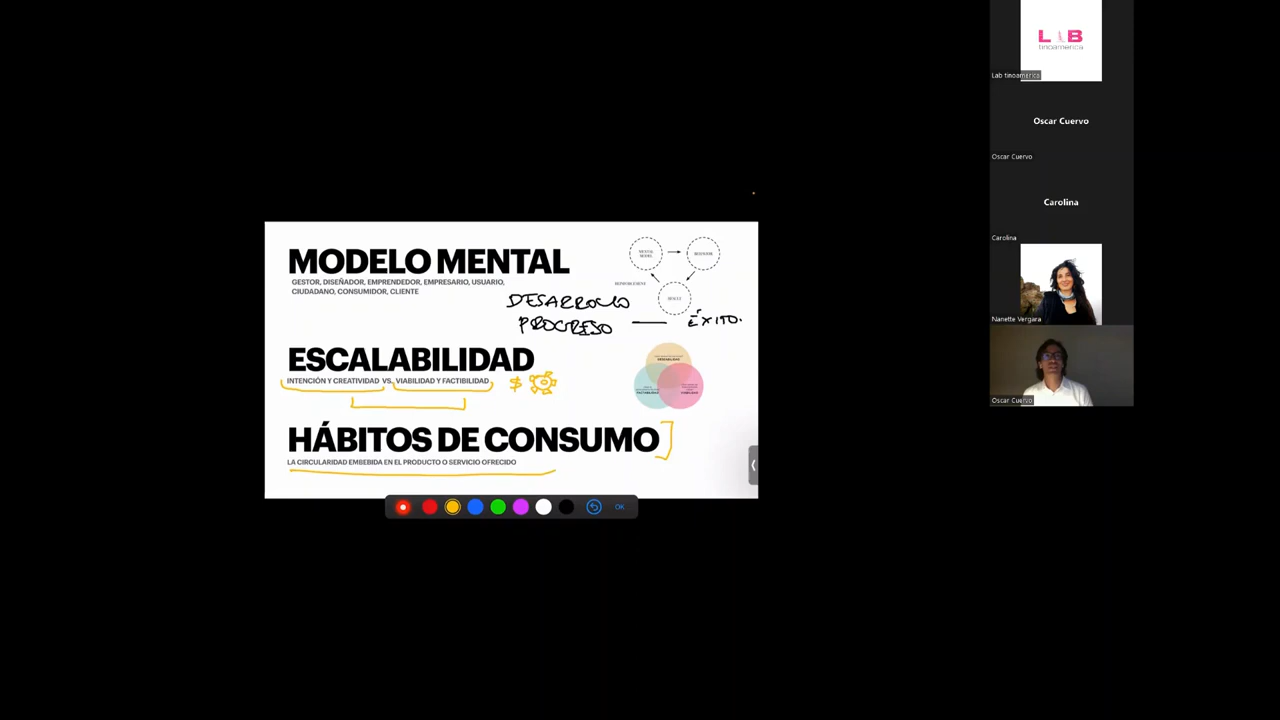 MODELO MENTAL
GESTOR, DISEÑADOR, EMPRENDEDOR, EMPRESARIO, USUARIO,
CIUDADANO, CONSUMIDOR, CLIENTE
DESARROLLO
PROGRESO — ÉXITO.
ESCALABILIDAD
INTENCIÓN Y CREATIVIDAD VS. VIABILIDAD Y FACTIBILIDAD
$
HÁBITOS DE CONSUMO
LA CIRCULARIDAD EMBEBIDA EN EL PRODUCTO O SERVICIO OFRECIDO
OK
LAB
tinoamerica
Lab tinoamerica
Oscar Cuervo
Oscar Cuervo
Carolina
Carolina
Nanette Vergara
Oscar Cuervo